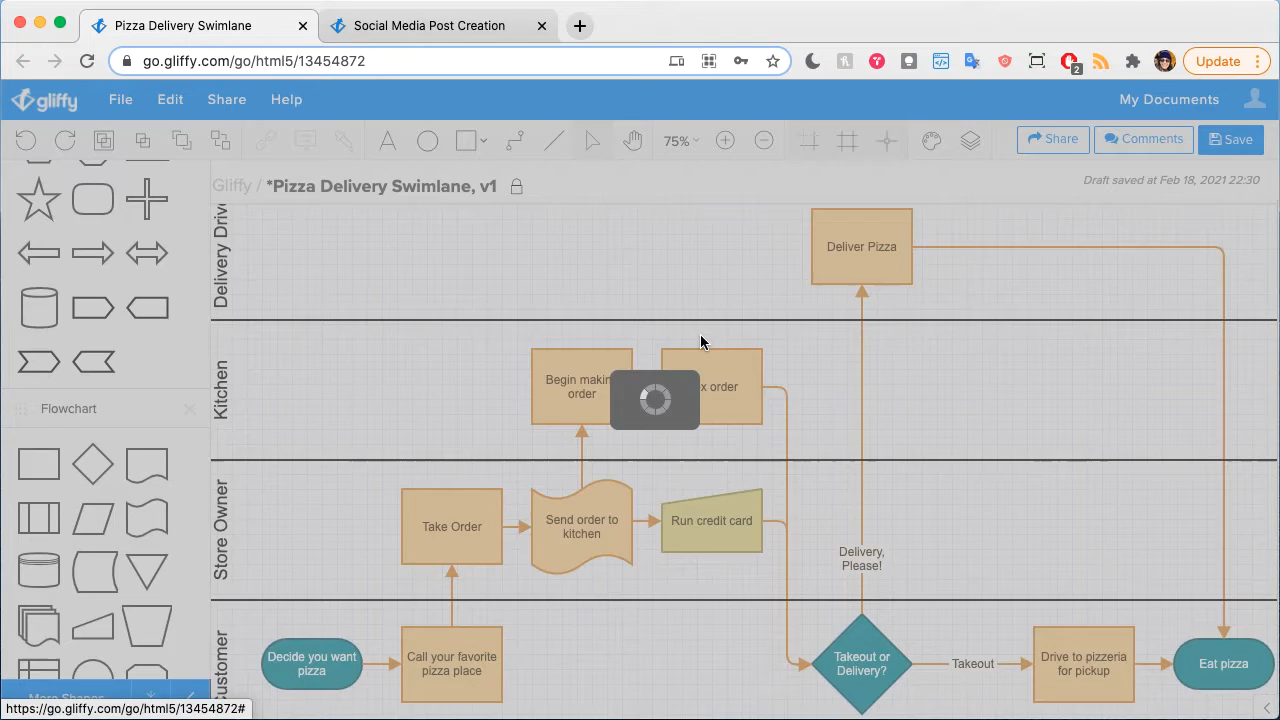 Pizza Delivery Swimlane
Social Media Post Creation
go.gliffy.com/go/html5/13454872
2
Update
gliffy
File
Edit
Share
Help
My Documents
75%
Share
Comments
Save
Gliffy / *Pizza Delivery Swimlane, v1
Draft saved at Feb 18, 2021 22:30
Delivery Drive
Deliver Pizza
Kitchen
Begin makin
order
x order
Flowchart
Store Owner
Take Order
Send order to
kitchen
Run credit card
Delivery,
Please!
ustomer
Decide you want
pizza
Call your favorite
pizza place
Takeout or
Delivery?
Takeout
Drive to pizzeria
for pickup
Eat pizza
More Shapes
https://go.gliffy.com/go/html5/13454872#